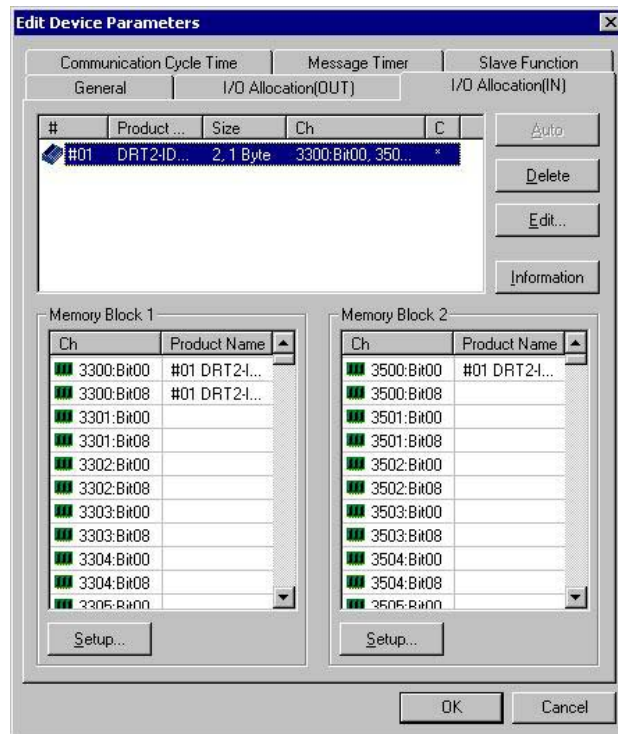 Edit Device Parameters
Communication Cycle Time Message Timer Slave Function
General I/O Allocation(OUT) I/O Allocation(IN)
# Product ... Size Ch C
#01 DRT2-ID... 2, 1 Byte 3300:Bit00, 350... *
Auto
Delete
Edit...
Information
Memory Block 1
Ch Product Name
3300:Bit00 #01 DRT2-I...
3300:Bit08 #01 DRT2-I...
3301:Bit00
3301:Bit08
3302:Bit00
3302:Bit08
3303:Bit00
3303:Bit08
3304:Bit00
3304:Bit08
3305:Bit00
Setup...
Memory Block 2
Ch Product Name
3500:Bit00 #01 DRT2-I...
3500:Bit08
3501:Bit00
3501:Bit08
3502:Bit00
3502:Bit08
3503:Bit00
3503:Bit08
3504:Bit00
3504:Bit08
3505:Bit00
Setup...
OK Cancel